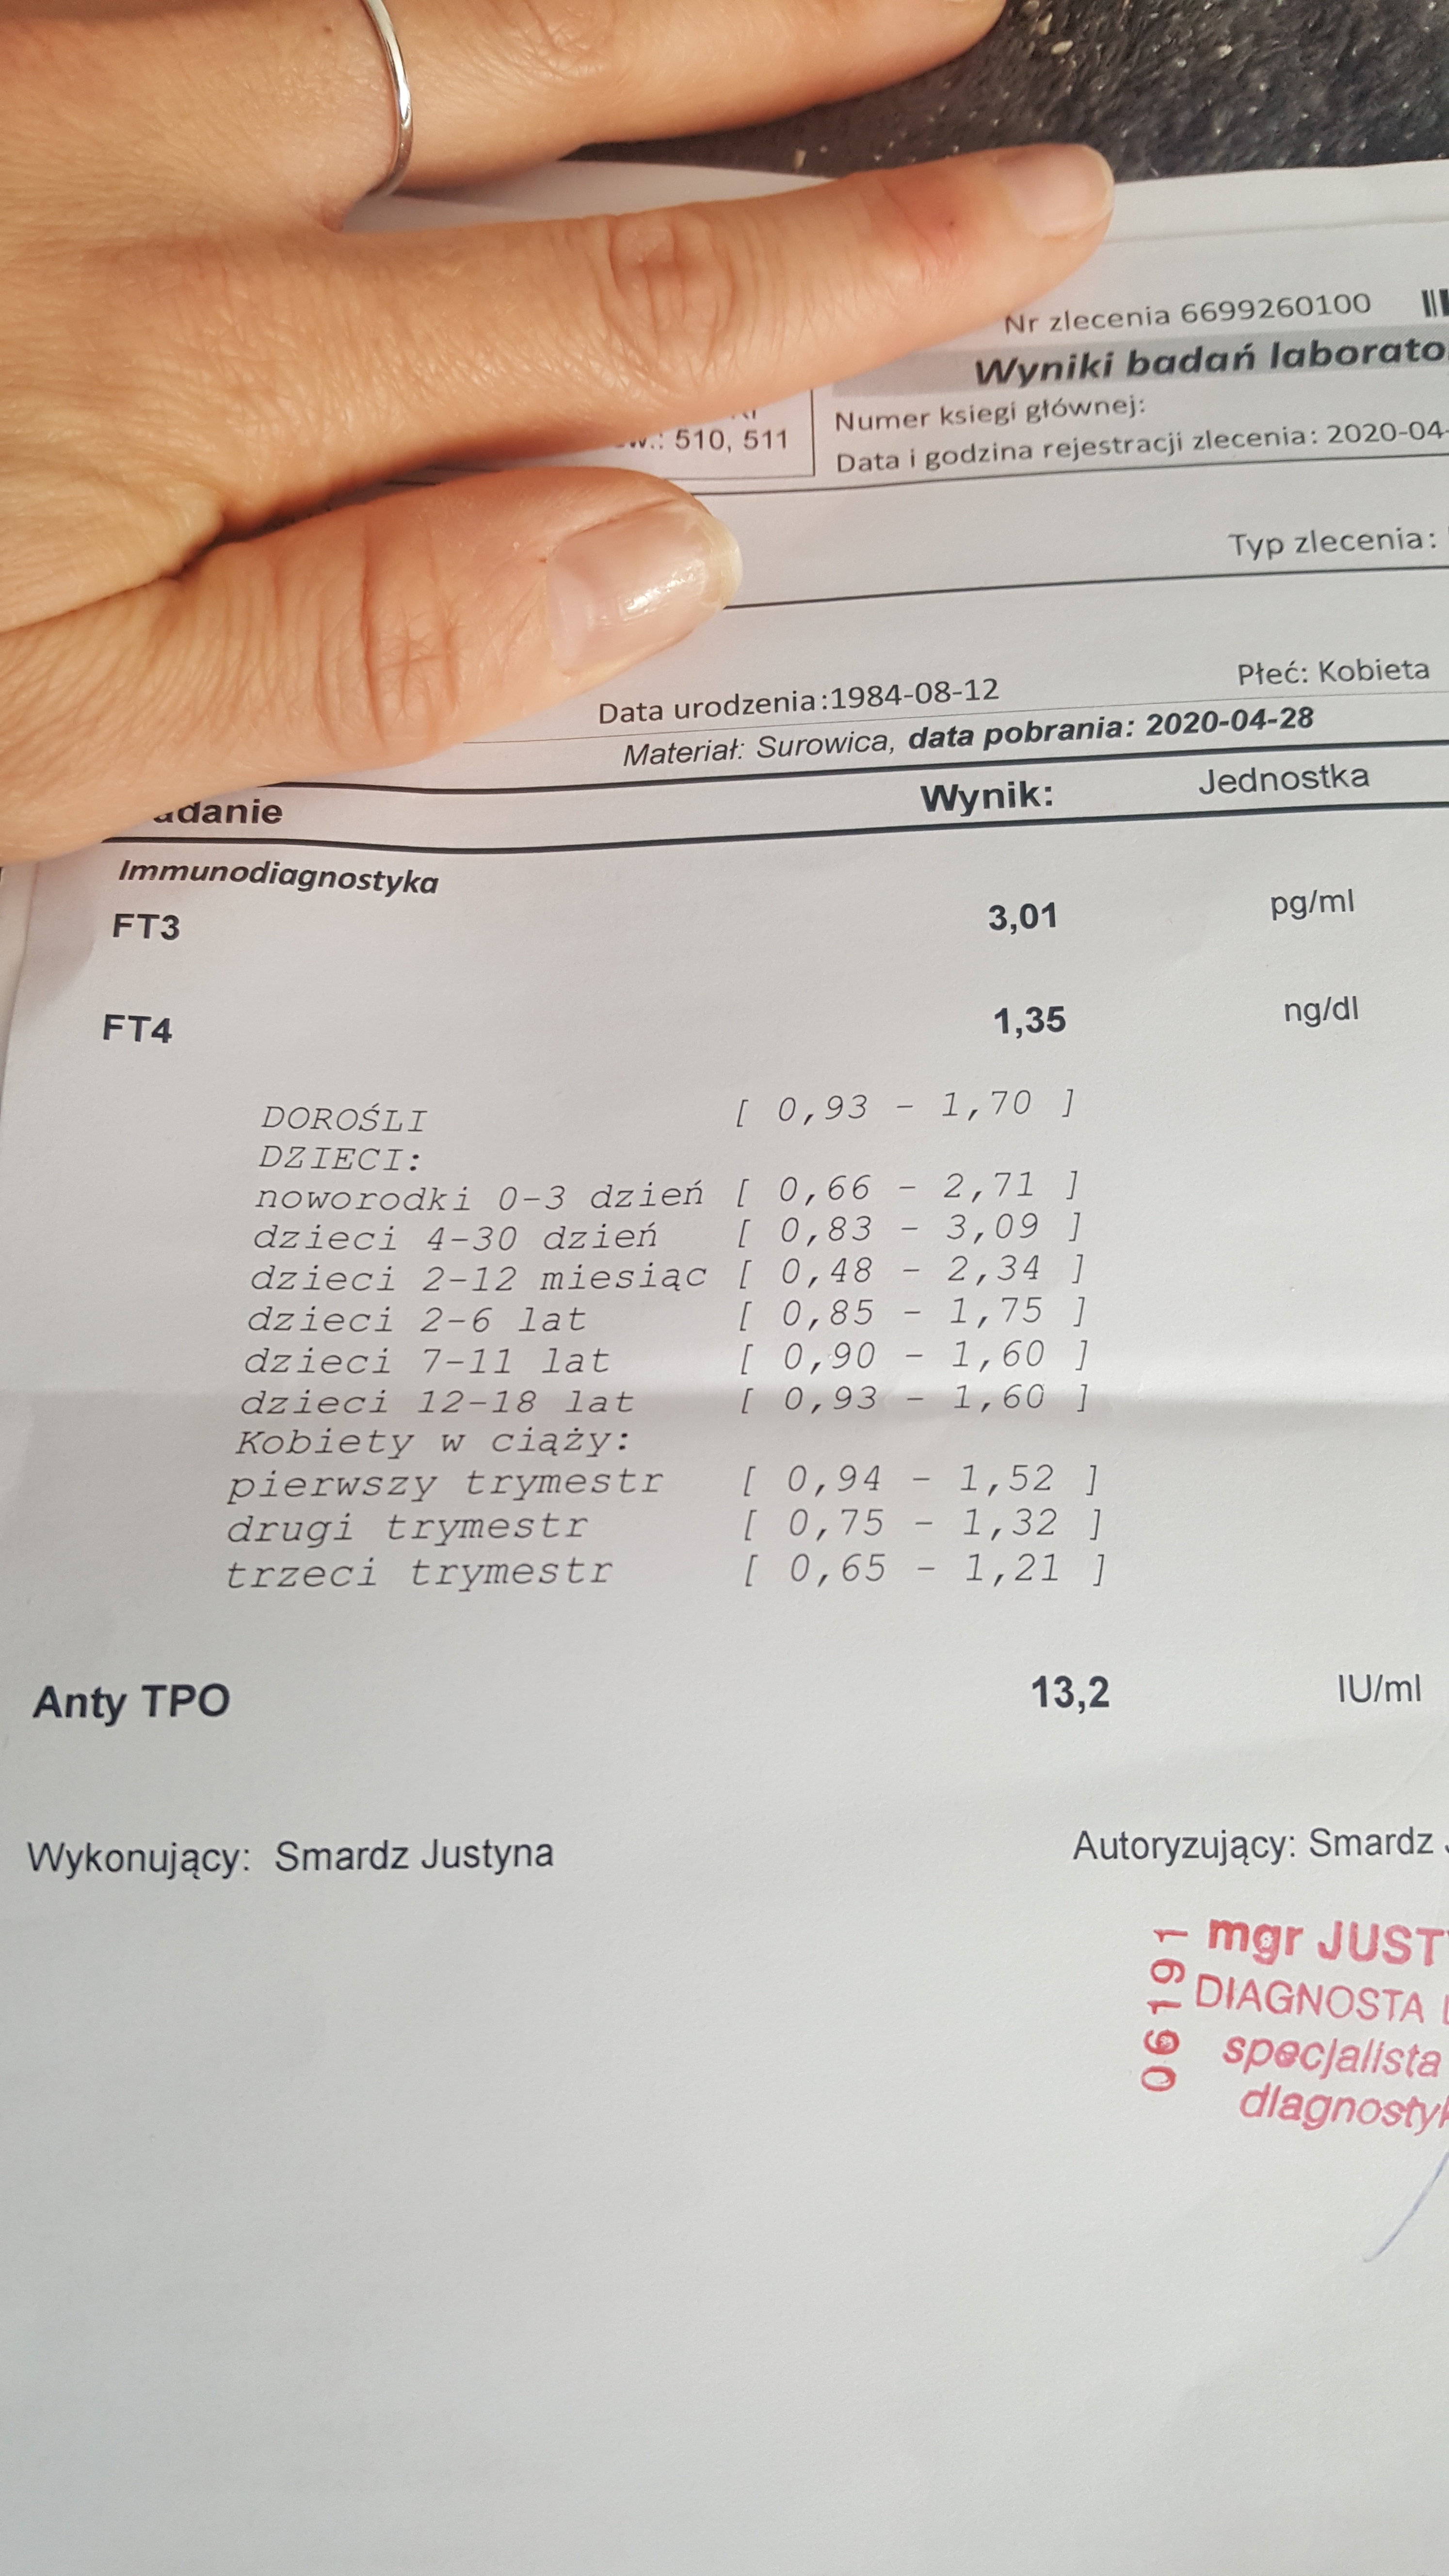 Nr zlecenia 6699260100
Wyniki badań laborato
Numer ksiegi głównej:
510, 511
Data i godzina rejestracji zlecenia: 2020-04-
Typ zlecenia:
Data urodzenia:1984-08-12 Płeć: Kobieta
Materiał: Surowica, data pobrania: 2020-04-28
adanie Wynik: Jednostka
Immunodiagnostyka
FT3 3,01 pg/ml
FT4 1,35 ng/dl
DOROŚLI [ 0,93 - 1,70 ]
DZIECI:
noworodki 0-3 dzień [ 0,66 - 2,71 ]
dzieci 4-30 dzień [ 0,83 - 3,09 ]
dzieci 2-12 miesiąc [ 0,48 - 2,34 ]
dzieci 2-6 lat [ 0,85 - 1,75 ]
dzieci 7-11 lat [ 0,90 - 1,60 ]
dzieci 12-18 lat [ 0,93 - 1,60 ]
Kobiety w ciąży:
pierwszy trymestr [ 0,94 - 1,52 ]
drugi trymestr [ 0,75 - 1,32 ]
trzeci trymestr [ 0,65 - 1,21 ]
Anty TPO 13,2 IU/ml
Wykonujący: Smardz Justyna
Autoryzujący: Smardz
06191
mgr JUST
DIAGNOSTA
specjalista
diagnosty